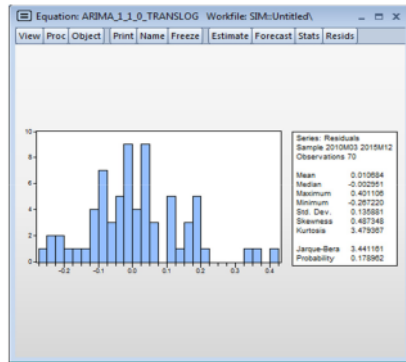 Equation: ARIMA_1_1_0_TRANSLOG Workfile: SIM::Untitled\
View Proc Object Print Name Freeze Estimate Forecast Stats Resids
10
8
6
4
2
0
-0.2 -0.1 0.0 0.1 0.2 0.3 0.4
Series: Residuals
Sample 2010M03 2015M12
Observations 70
Mean 0.010684
Median -0.002951
Maximum 0.401106
Minimum -0.267220
Std. Dev. 0.135881
Skewness 0.487348
Kurtosis 3.479367
Jarque-Bera 3.441161
Probability 0.178962